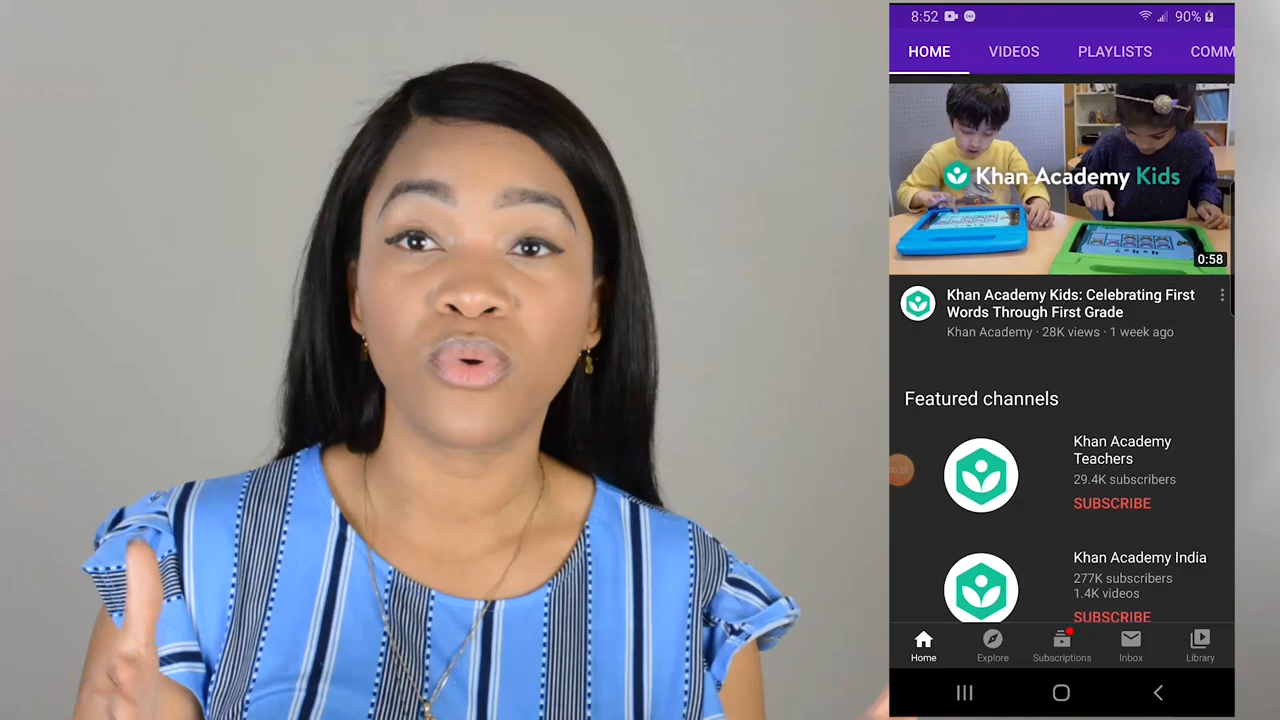 8:52
90%
HOME VIDEOS PLAYLISTS COMM
Khan Academy Kids
0:58
Khan Academy Kids: Celebrating First
Words Through First Grade
Khan Academy · 28K views · 1 week ago
Featured channels
Khan Academy
Teachers
29.4K subscribers
SUBSCRIBE
00:27
Khan Academy India
277K subscribers
1.4K videos
SUBSCRIBE
Home Explore Subscriptions Inbox Library